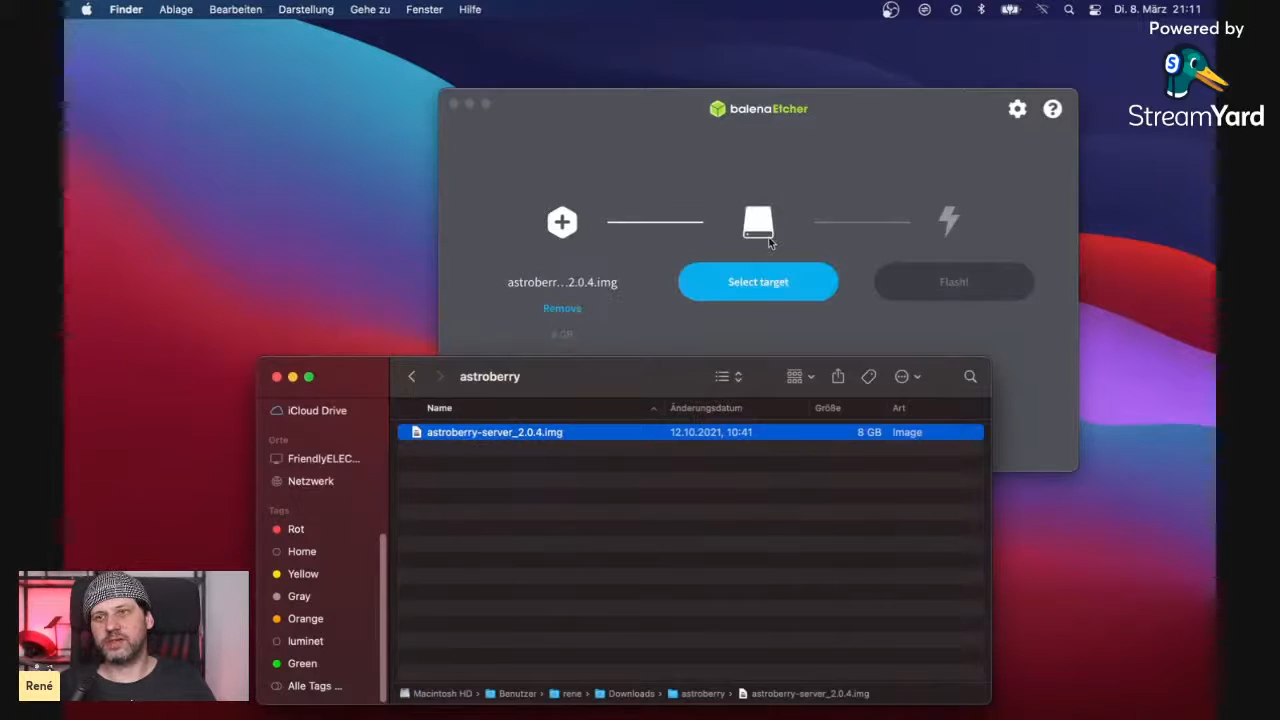 Finder Ablage Bearbeiten Darstellung Gehe zu Fenster Hilfe
Di. 8. März 21:11
Powered by
S
StreamYard
balenaEtcher
astroberr…2.0.4.img
Select target
Flash!
Remove
8 GB
astroberry
iCloud Drive
Orte
FriendlyELEC...
Netzwerk
Tags
Rot
Home
Yellow
Gray
Orange
luminet
Green
Alle Tags ...
Name Änderungsdatum Größe Art
astroberry-server_2.0.4.img 12.10.2021, 10:41 8 GB Image
Macintosh HD › Benutzer › rene › Downloads › astroberry › astroberry-server_2.0.4.img
René